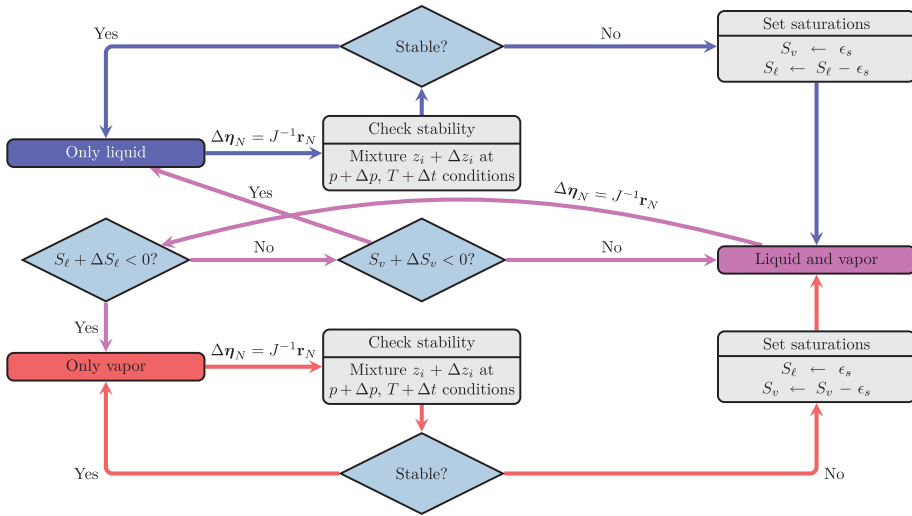 Set saturations
Yes
Stable?
No
S_v ← ϵ_s
S_ℓ ← S_ℓ − ϵ_s
Check stability
Δ𝜼_N = J^{−1}𝐫_N
Only liquid
Mixture z_i + Δz_i at
p + Δp, T + Δt conditions
Yes
Δ𝜼_N = J^{−1}𝐫_N
S_ℓ + ΔS_ℓ < 0?
No
S_v + ΔS_v < 0?
No
Liquid and vapor
Yes
Check stability
Set saturations
Δ𝜼_N = J^{−1}𝐫_N
Only vapor
Mixture z_i + Δz_i at
p + Δp, T + Δt conditions
S_ℓ ← ϵ_s
S_v ← S_v − ϵ_s
Yes
Stable?
No